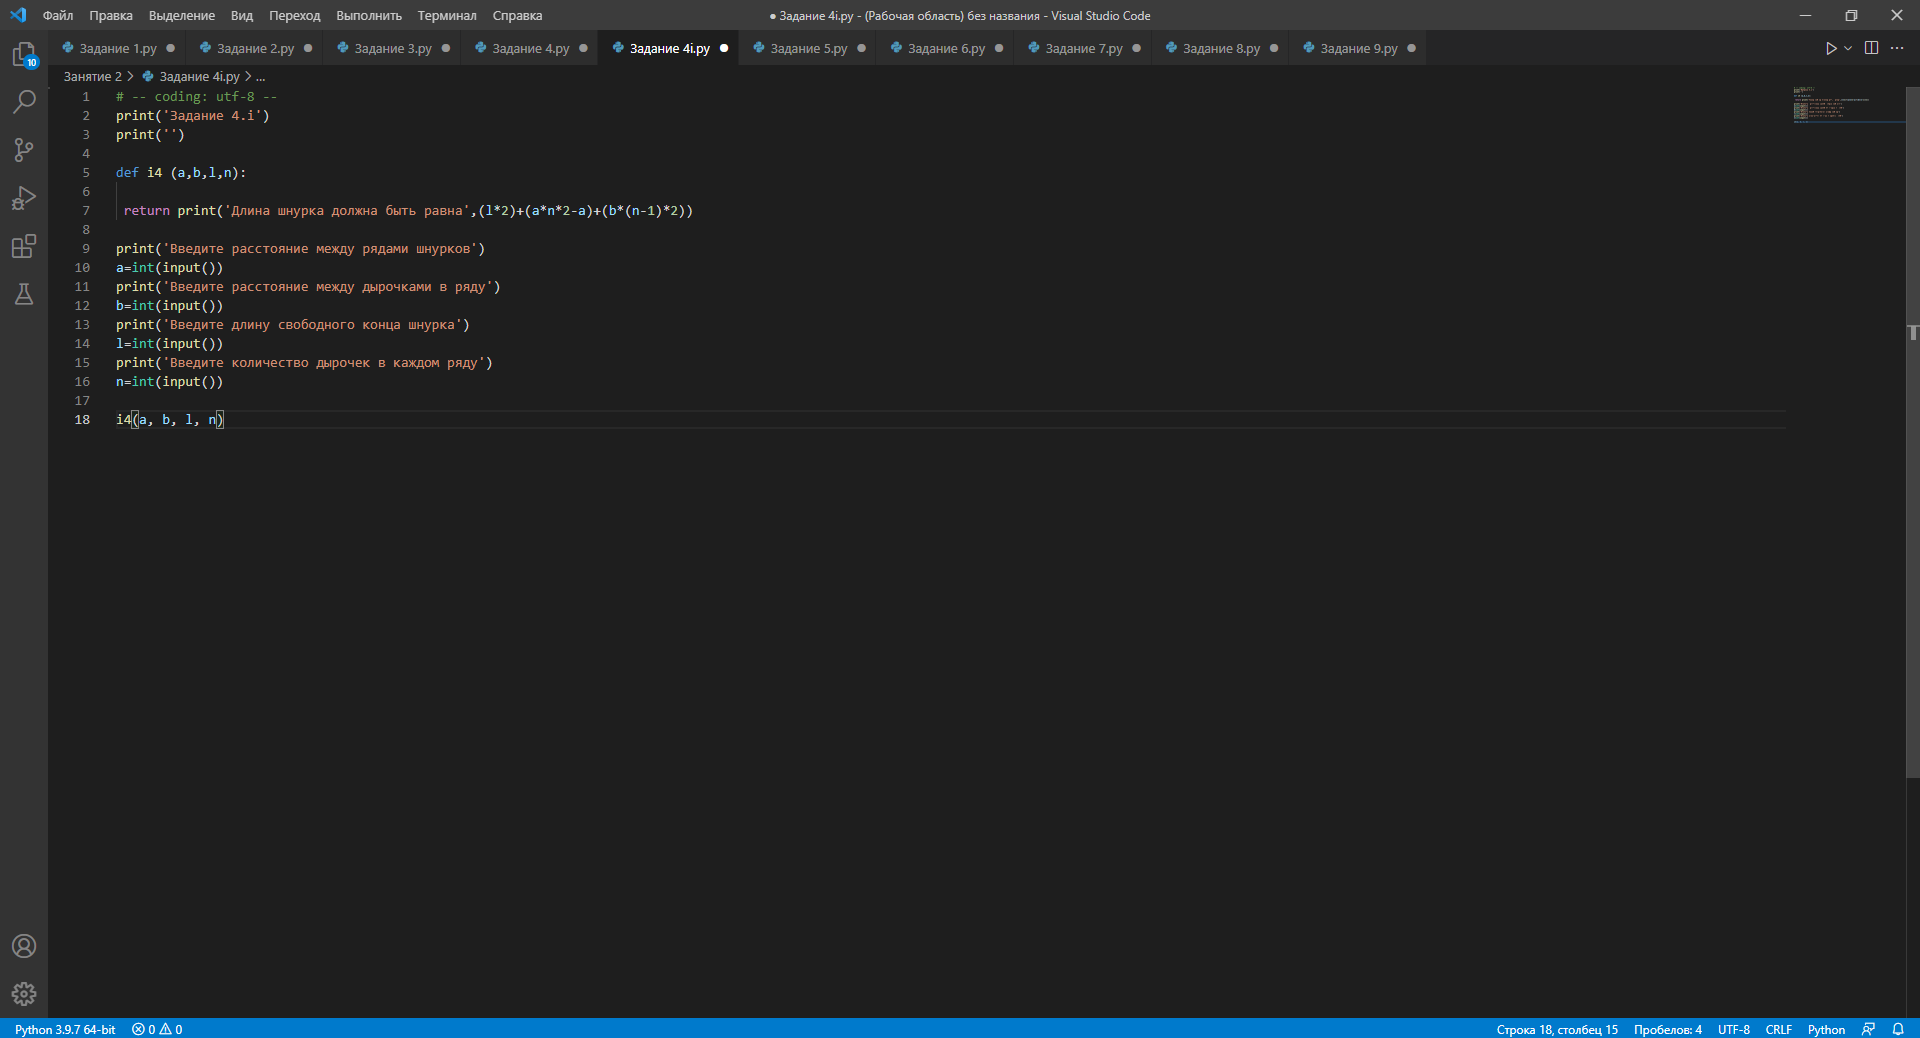 Файл Правка Выделение Вид Переход Выполнить Терминал Справка ● Задание 4i.py - (Рабочая область) без названия - Visual Studio Code
Задание 1.py ● Задание 2.py ● Задание 3.py ● Задание 4.py ● Задание 4i.py ● Задание 5.py ● Задание 6.py ● Задание 7.py ● Задание 8.py ● Задание 9.py ●
10
Занятие 2 > Задание 4i.py > ...
1 # -- coding: utf-8 --
2 print('Задание 4.i')
3 print('')
4
5 def i4 (a,b,l,n):
6
7 return print('Длина шнурка должна быть равна',(l*2)+(a*n*2-a)+(b*(n-1)*2))
8
9 print('Введите расстояние между рядами шнурков')
10 a=int(input())
11 print('Введите расстояние между дырочками в ряду')
12 b=int(input())
13 print('Введите длину свободного конца шнурка')
14 l=int(input())
15 print('Введите количество дырочек в каждом ряду')
16 n=int(input())
17
18 i4(a, b, l, n)
Python 3.9.7 64-bit 0 0 Строка 18, столбец 15 Пробелов: 4 UTF-8 CRLF Python